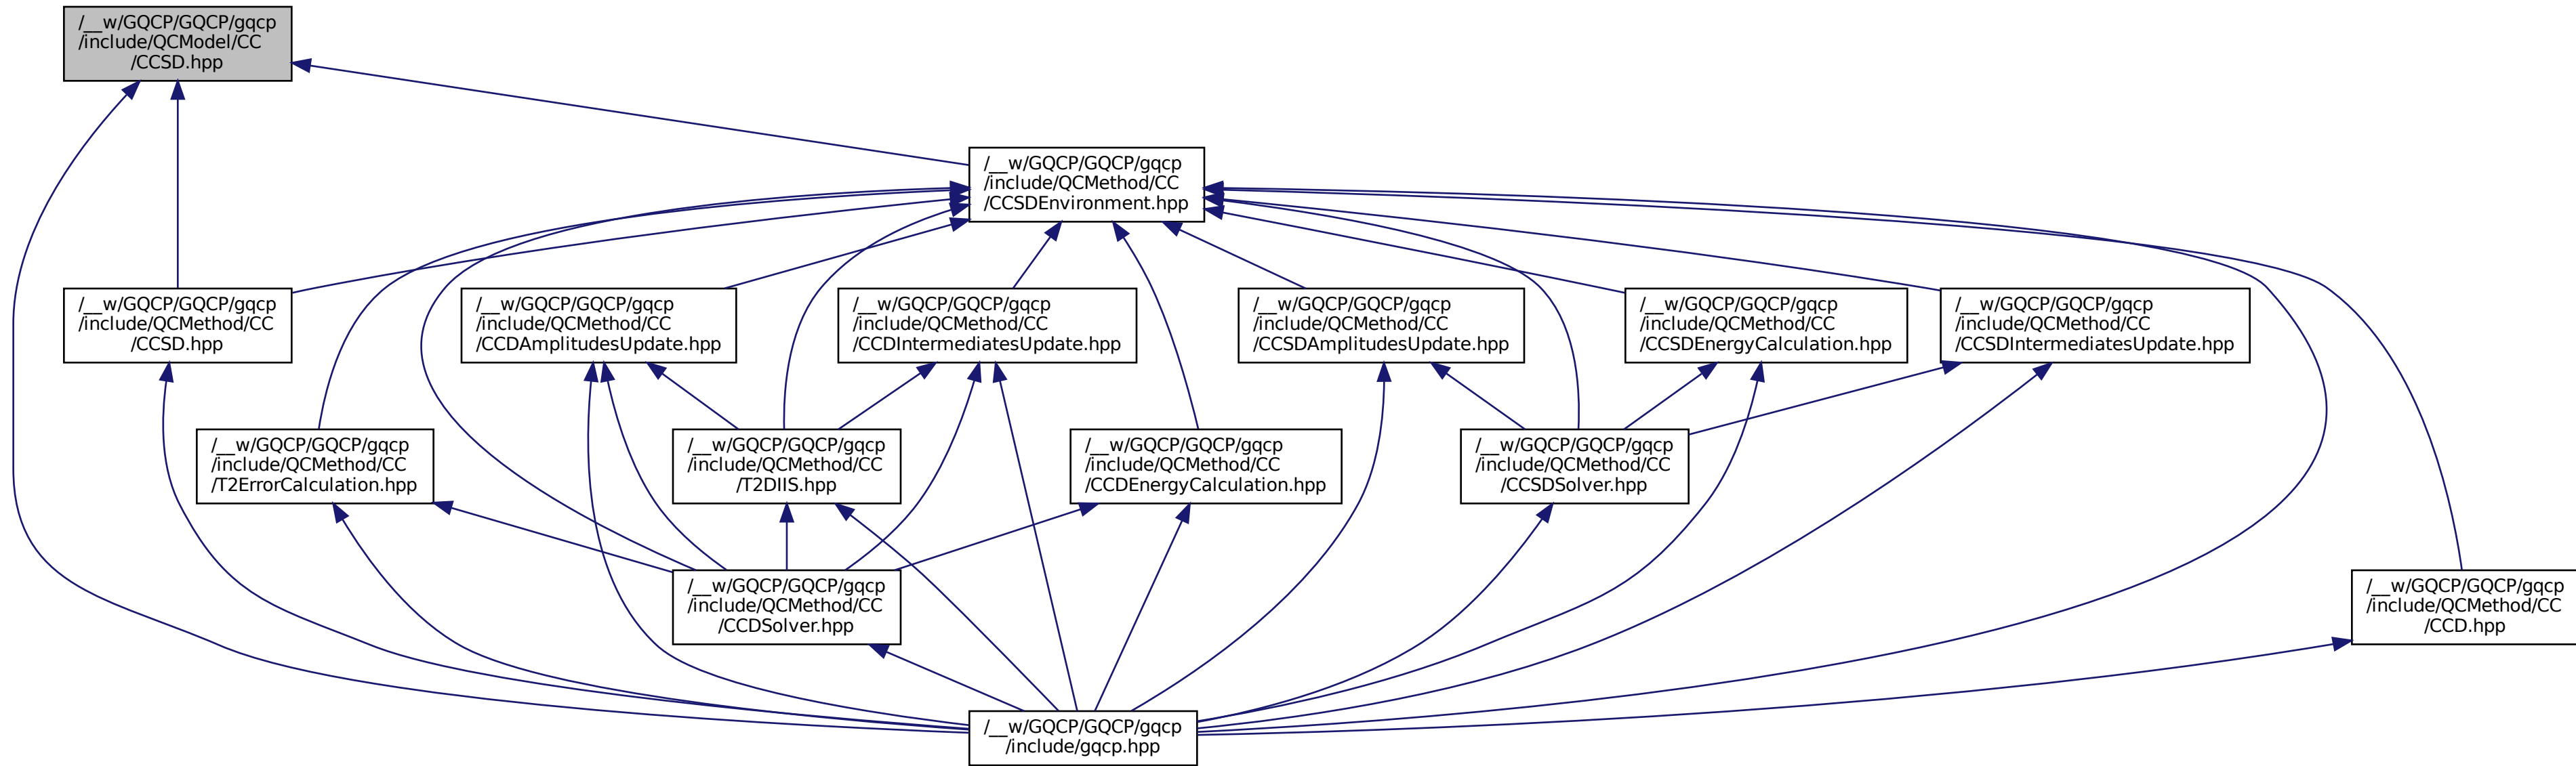 /__w/GQCP/GQCP/gqcp
/include/QCModel/CC
/CCSD.hpp
/__w/GQCP/GQCP/gqcp
/include/QCMethod/CC
/CCSDEnvironment.hpp
/__w/GQCP/GQCP/gqcp
/include/QCMethod/CC
/CCSD.hpp
/__w/GQCP/GQCP/gqcp
/include/QCMethod/CC
/CCDAmplitudesUpdate.hpp
/__w/GQCP/GQCP/gqcp
/include/QCMethod/CC
/CCDIntermediatesUpdate.hpp
/__w/GQCP/GQCP/gqcp
/include/QCMethod/CC
/CCSDAmplitudesUpdate.hpp
/__w/GQCP/GQCP/gqcp
/include/QCMethod/CC
/CCSDEnergyCalculation.hpp
/__w/GQCP/GQCP/gqcp
/include/QCMethod/CC
/CCSDIntermediatesUpdate.hpp
/__w/GQCP/GQCP/gqcp
/include/QCMethod/CC
/T2ErrorCalculation.hpp
/__w/GQCP/GQCP/gqcp
/include/QCMethod/CC
/T2DIIS.hpp
/__w/GQCP/GQCP/gqcp
/include/QCMethod/CC
/CCDEnergyCalculation.hpp
/__w/GQCP/GQCP/gqcp
/include/QCMethod/CC
/CCSDSolver.hpp
/__w/GQCP/GQCP/gqcp
/include/QCMethod/CC
/CCDSolver.hpp
/__w/GQCP/GQCP/gqcp
/include/QCMethod/CC
/CCD.hpp
/__w/GQCP/GQCP/gqcp
/include/gqcp.hpp